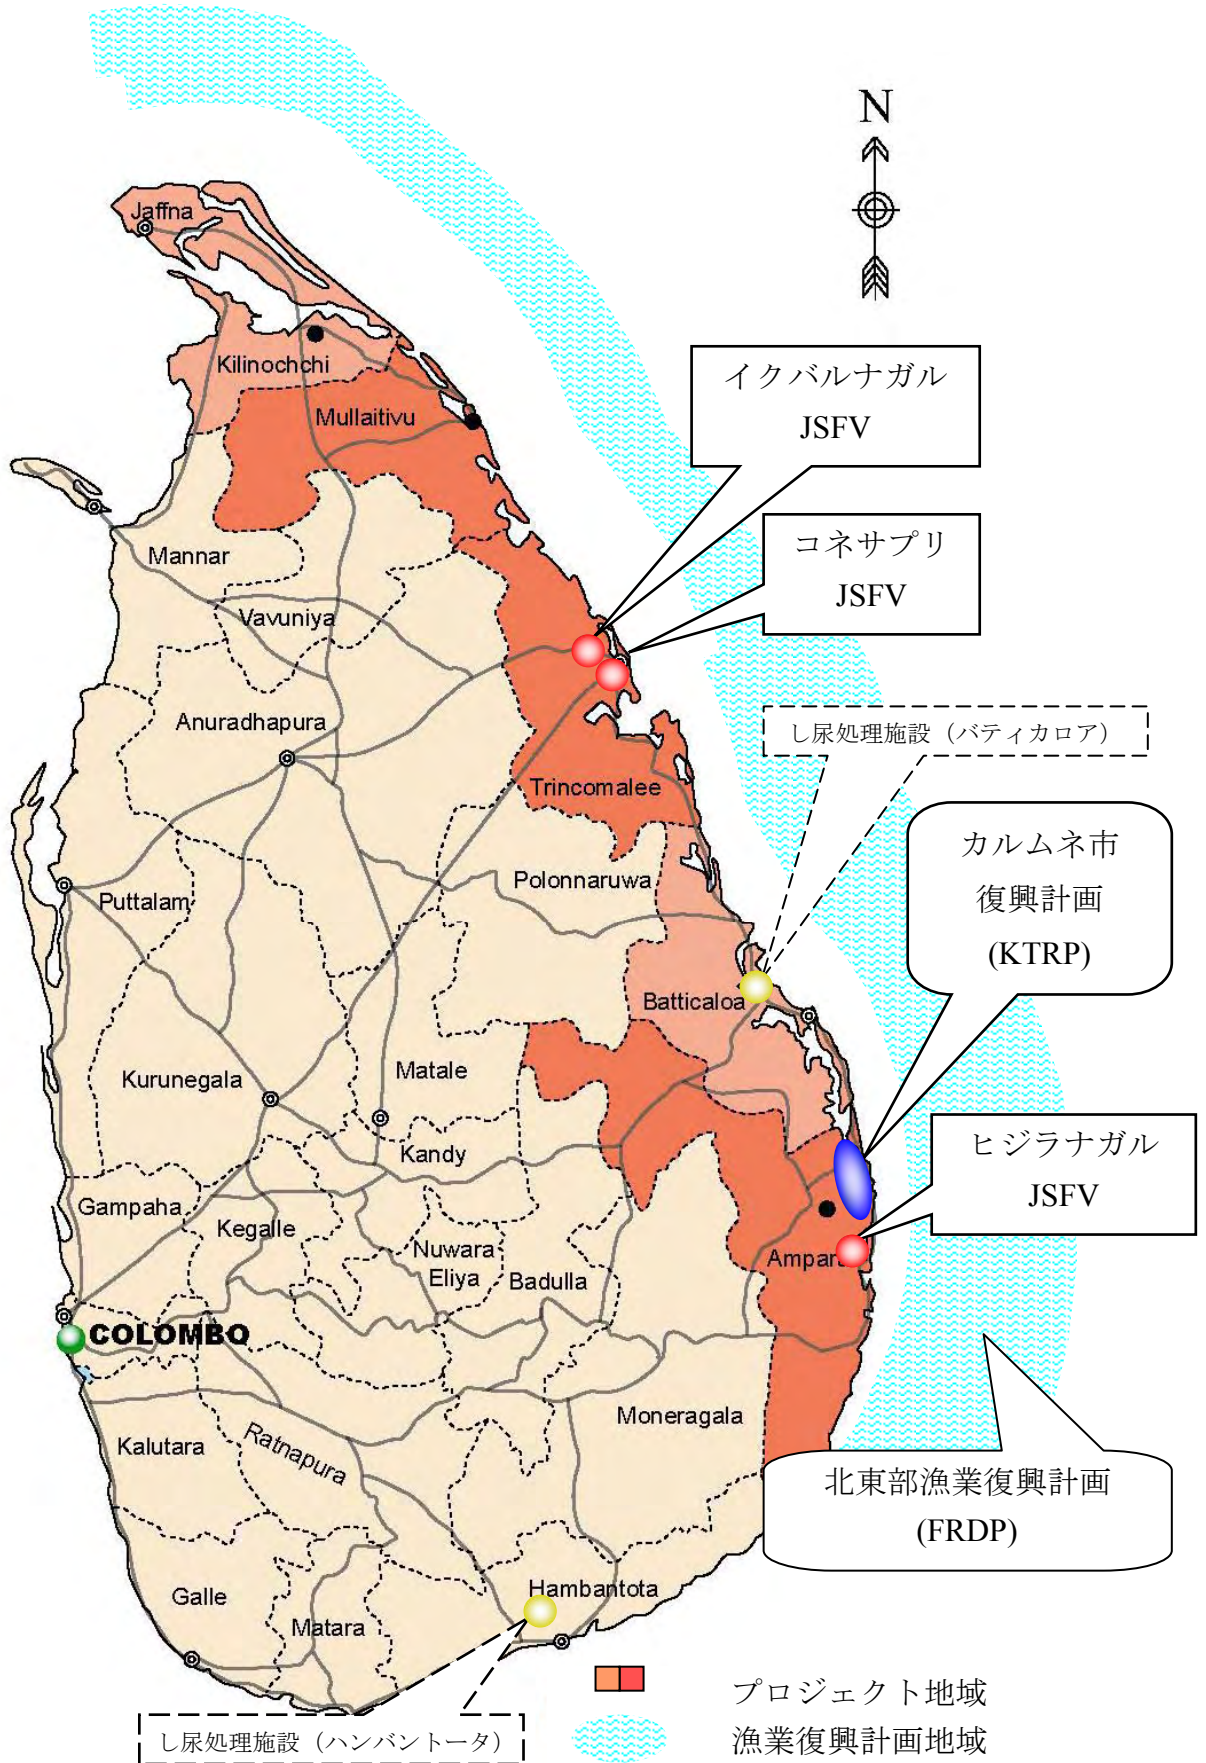 N
Jaffna
Kilinochchi
イクバルナガル
JSFV
Mullaitivu
コネサプリ
JSFV
Mannar
Vavuniya
Anuradhapura
し尿処理施設（バティカロア）
Trincomalee
カルムネ市
復興計画
(KTRP)
Polonnaruwa
Puttalam
Batticaloa
Matale
Kurunegala
Kandy
ヒジラナガル
JSFV
Gampaha
Kegalle
Nuwara
Eliya
Badulla
Ampara
COLOMBO
Moneragala
Kalutara
Ratnapura
北東部漁業復興計画
(FRDP)
Galle
Hambantota
Matara
プロジェクト地域
し尿処理施設（ハンバントータ）
漁業復興計画地域